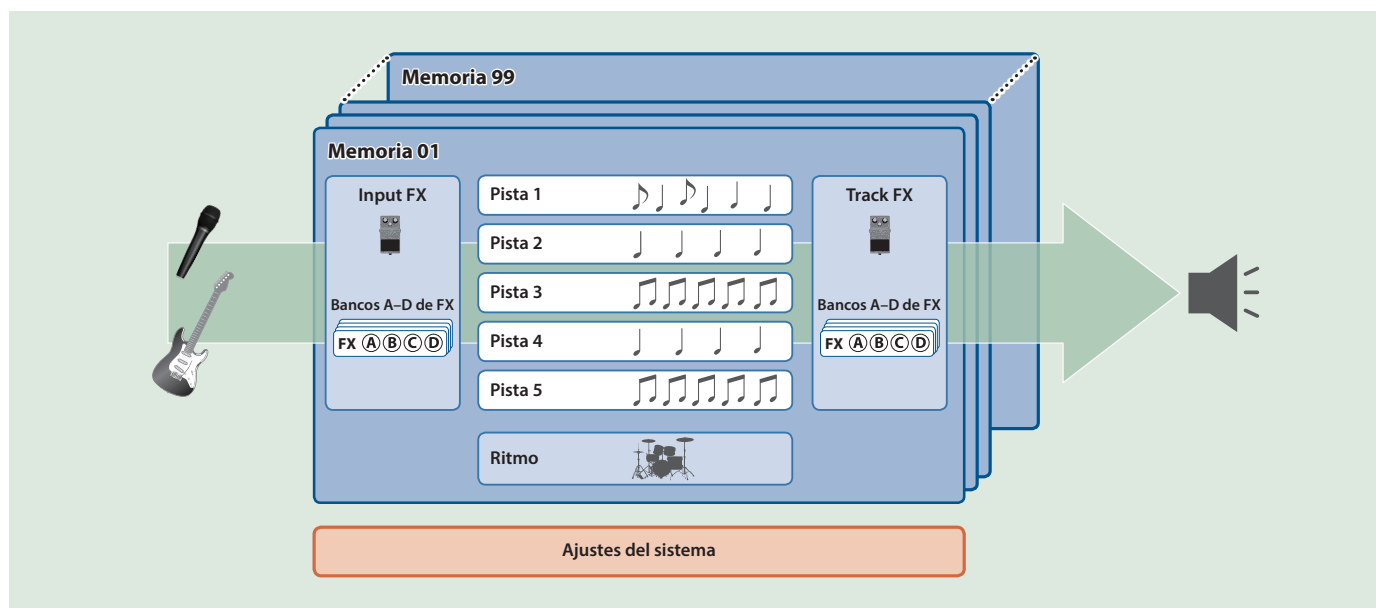 Memoria 99
Memoria 01
Input FX
Bancos A–D de FX
FX Ⓐ Ⓑ Ⓒ Ⓓ
Pista 1
Pista 2
Pista 3
Pista 4
Pista 5
Ritmo
Track FX
Bancos A–D de FX
FX Ⓐ Ⓑ Ⓒ Ⓓ
Ajustes del sistema